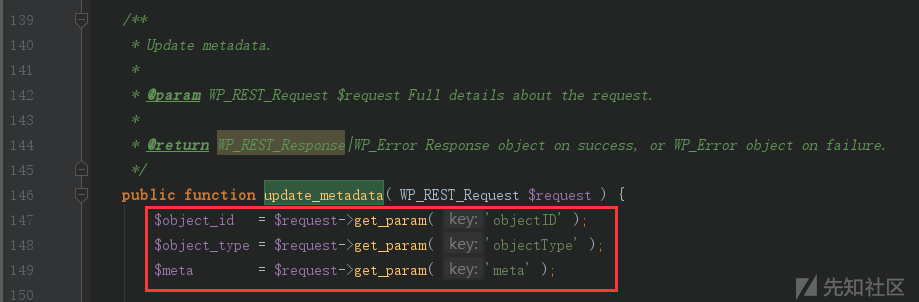 139 /**
140 * Update metadata.
141 *
142 * @param WP_REST_Request $request Full details about the request.
143 *
144 * @return WP_REST_Response|WP_Error Response object on success, or WP_Error object on failure.
145 */
146 public function update_metadata( WP_REST_Request $request ) {
147 $object_id = $request->get_param( key: 'objectID' );
148 $object_type = $request->get_param( key: 'objectType' );
149 $meta = $request->get_param( key: 'meta' );
150
先知社区